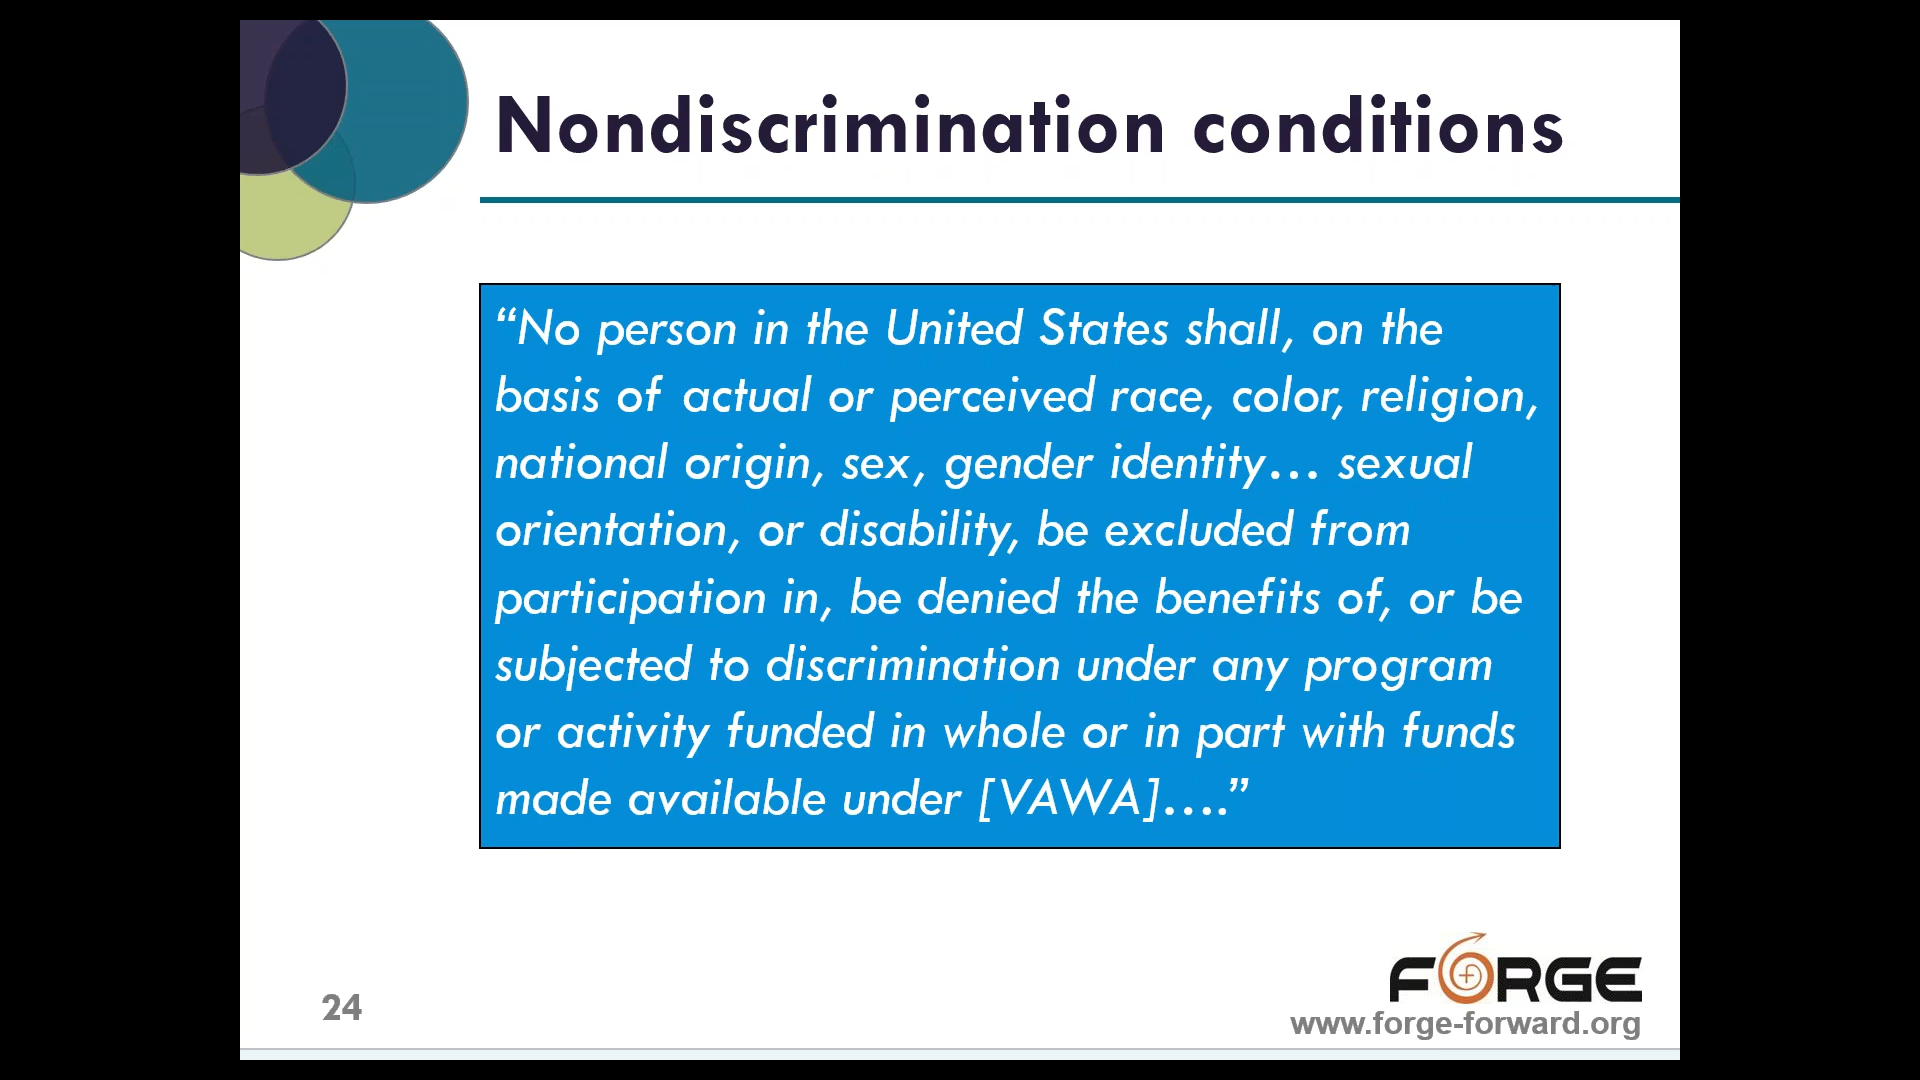 Nondiscrimination conditions
“No person in the United States shall, on the
basis of actual or perceived race, color, religion,
national origin, sex, gender identity… sexual
orientation, or disability, be excluded from
participation in, be denied the benefits of, or be
subjected to discrimination under any program
or activity funded in whole or in part with funds
made available under [VAWA]….”
FORGE
24
www.forge-forward.org